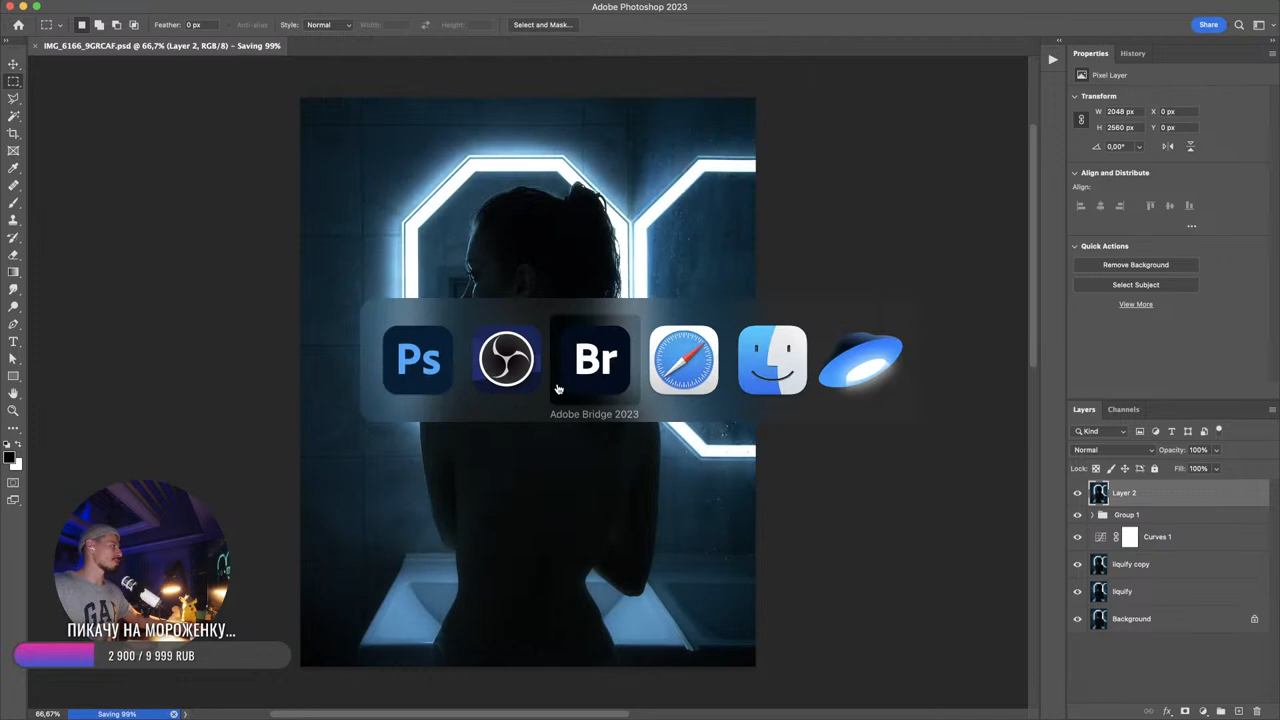 Adobe Photoshop 2023
Feather: 0 px
Anti-alias
Style: Normal
Width:
Height:
Select and Mask...
Share
× IMG_6166_9GRCAF.psd @ 66,7% (Layer 2, RGB/8) - Saving 99%
Properties
History
Pixel Layer
Transform
W 2048 px
X 0 px
H 2560 px
Y 0 px
0,00°
Align and Distribute
Align:
Quick Actions
Remove Background
Select Subject
View More
Ps
Br
Adobe Bridge 2023
Layers
Channels
Kind
Normal
Opacity: 100%
Lock:
Fill: 100%
Layer 2
Group 1
Curves 1
liquify copy
liquify
Background
GAP
ПИКАЧУ НА МОРОЖЕНКУ...
2 900 / 9 999 RUB
66,67%
Saving 99%